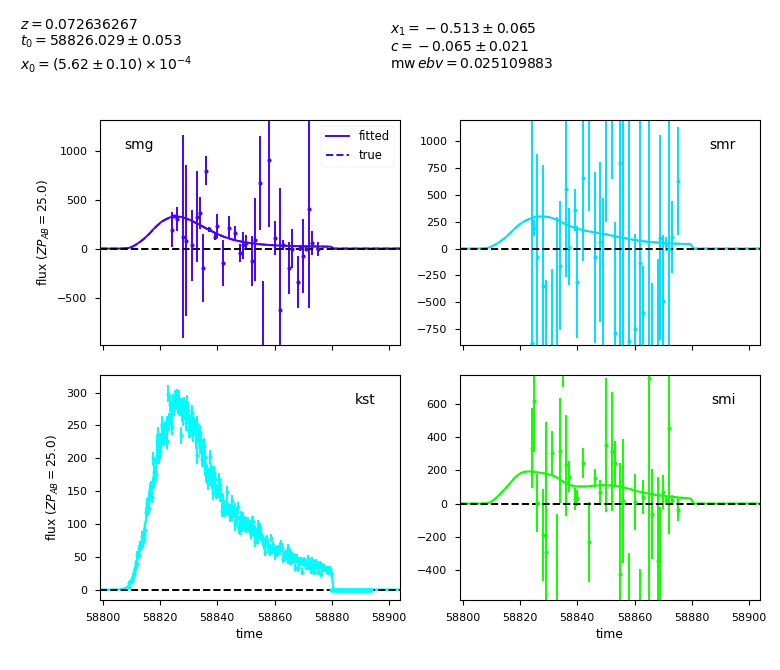 z = 0.072636267
t₀ = 58826.029 ± 0.053
x₀ = (5.62 ± 0.10) × 10⁻⁴
x₁ = −0.513 ± 0.065
c = −0.065 ± 0.021
mw ebv = 0.025109883
smg
fitted
true
flux (ZP_AB = 25.0)
1000
500
0
−500
smr
1000
750
500
250
0
−250
−500
−750
kst
flux (ZP_AB = 25.0)
300
250
200
150
100
50
0
58800 58820 58840 58860 58880 58900
time
smi
600
400
200
0
−200
−400
58800 58820 58840 58860 58880 58900
time